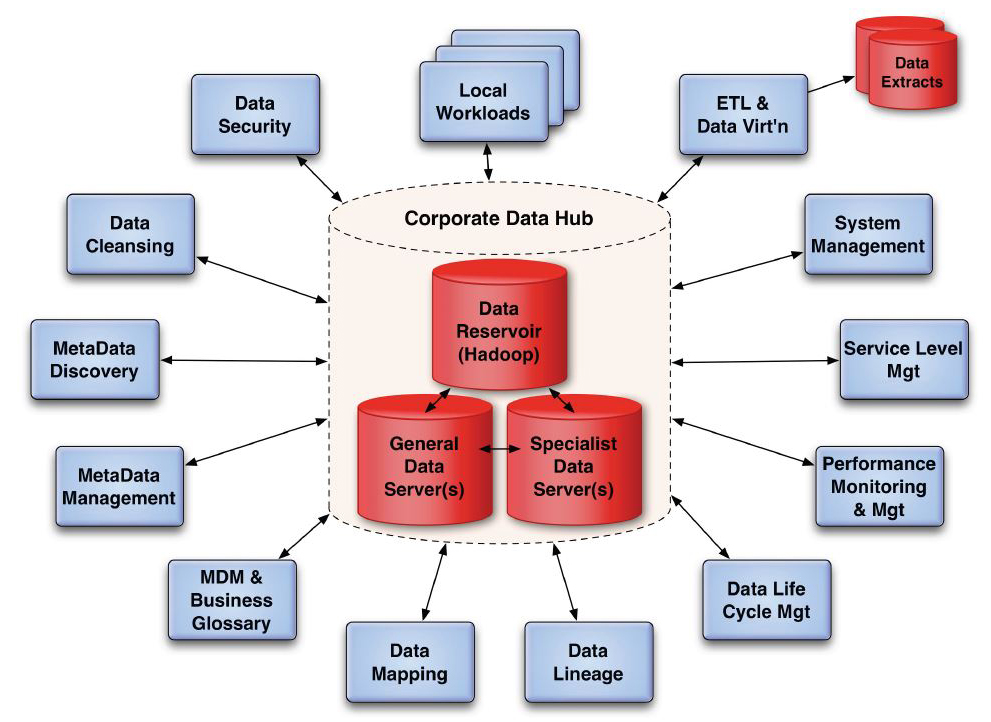 Data
Security
Local
Workloads
ETL &
Data Virt'n
Data
Extracts
Data
Cleansing
Corporate Data Hub
System
Management
Data
Reservoir
(Hadoop)
MetaData
Discovery
Service Level
Mgt
General
Data
Server(s)
Specialist
Data
Server(s)
MetaData
Management
Performance
Monitoring
& Mgt
MDM &
Business
Glossary
Data Life
Cycle Mgt
Data
Mapping
Data
Lineage